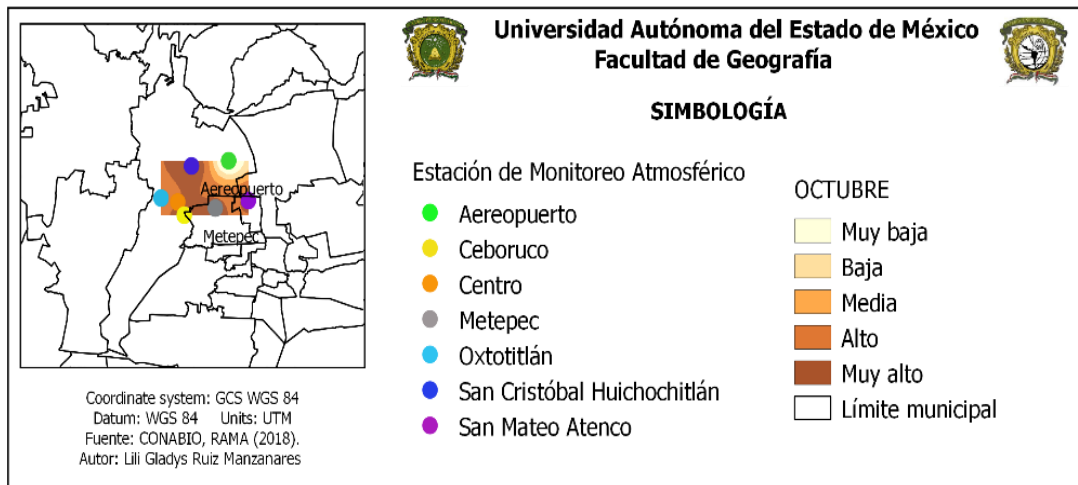 Universidad Autónoma del Estado de México
Facultad de Geografía
SIMBOLOGÍA
Aereopuerto
Metepec
Coordinate system: GCS WGS 84
Datum: WGS 84 Units: UTM
Fuente: CONABIO, RAMA (2018).
Autor: Lili Gladys Ruiz Manzanares
Estación de Monitoreo Atmosférico
Aereopuerto
Ceboruco
Centro
Metepec
Oxtotitlán
San Cristóbal Huichochitlán
San Mateo Atenco
OCTUBRE
Muy baja
Baja
Media
Alto
Muy alto
Límite municipal